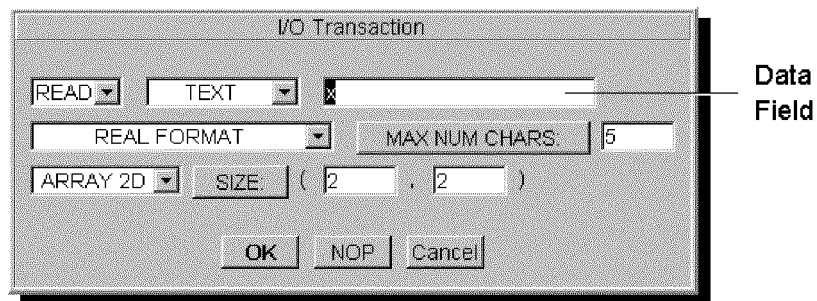 I/O Transaction
READ TEXT x
Data
Field
REAL FORMAT MAX NUM CHARS: 5
ARRAY 2D SIZE: ( 2 , 2 )
OK NOP Cancel